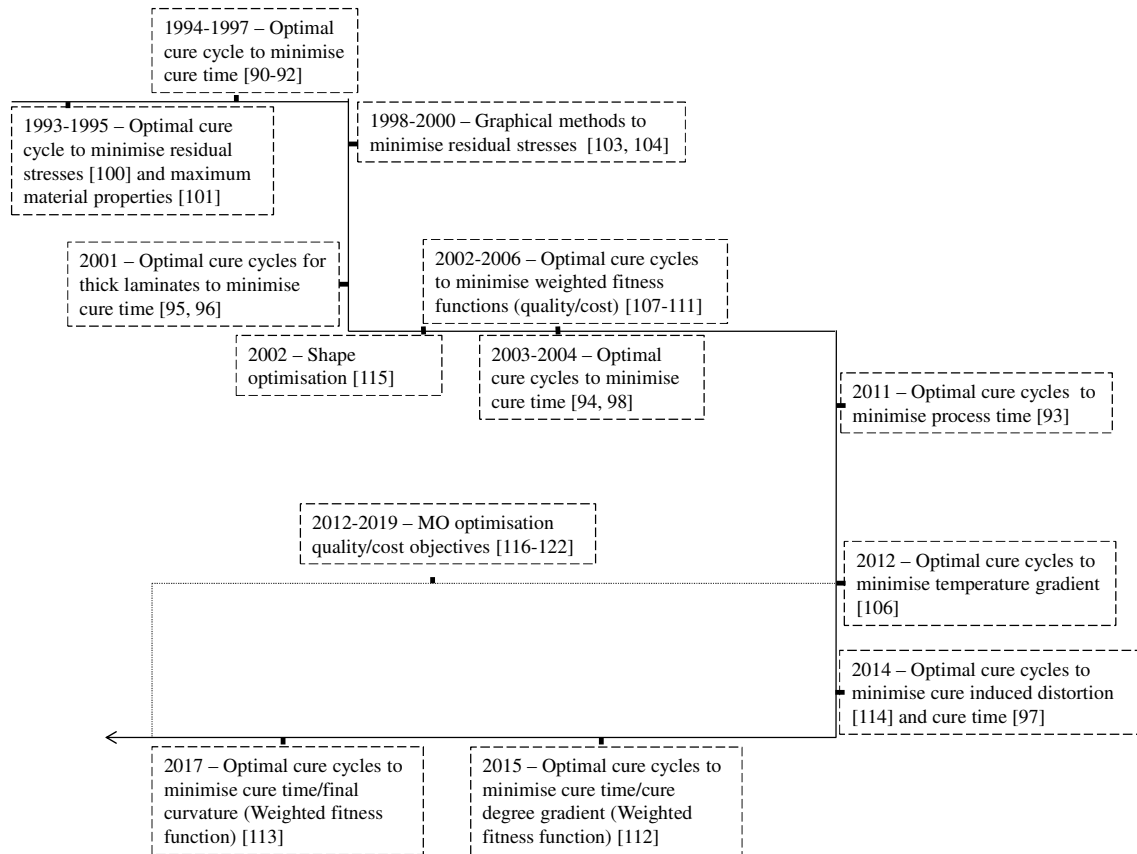 1994-1997 – Optimal
cure cycle to minimise
cure time [90-92]
1993-1995 – Optimal cure
cycle to minimise residual
stresses [100] and maximum
material properties [101]
1998-2000 – Graphical methods to
minimise residual stresses [103, 104]
2001 – Optimal cure cycles for
thick laminates to minimise
cure time [95, 96]
2002-2006 – Optimal cure cycles
to minimise weighted fitness
functions (quality/cost) [107-111]
2002 – Shape
optimisation [115]
2003-2004 – Optimal
cure cycles to minimise
cure time [94, 98]
2011 – Optimal cure cycles to
minimise process time [93]
2012-2019 – MO optimisation
quality/cost objectives [116-122]
2012 – Optimal cure cycles to
minimise temperature gradient
[106]
2014 – Optimal cure cycles to
minimise cure induced distortion
[114] and cure time [97]
2017 – Optimal cure cycles to
minimise cure time/final
curvature (Weighted fitness
function) [113]
2015 – Optimal cure cycles to
minimise cure time/cure
degree gradient (Weighted
fitness function) [112]